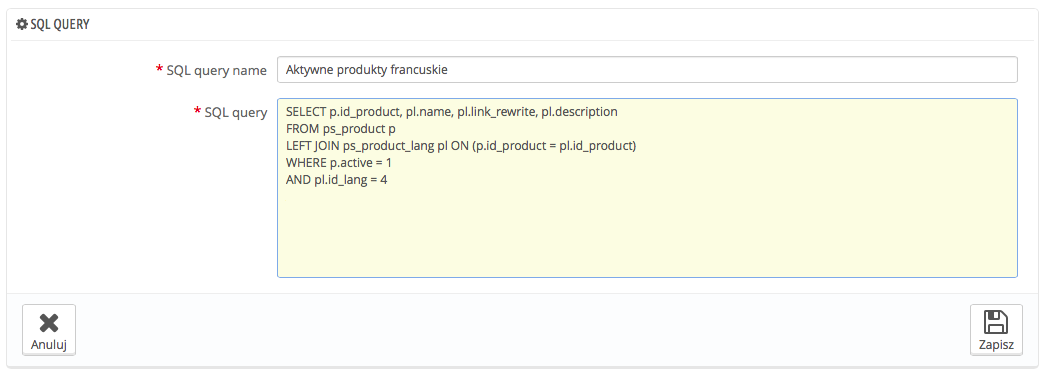 SQL QUERY
* SQL query name Aktywne produkty francuskie
* SQL query SELECT p.id_product, pl.name, pl.link_rewrite, pl.description
FROM ps_product p
LEFT JOIN ps_product_lang pl ON (p.id_product = pl.id_product)
WHERE p.active = 1
AND pl.id_lang = 4
Anuluj Zapisz